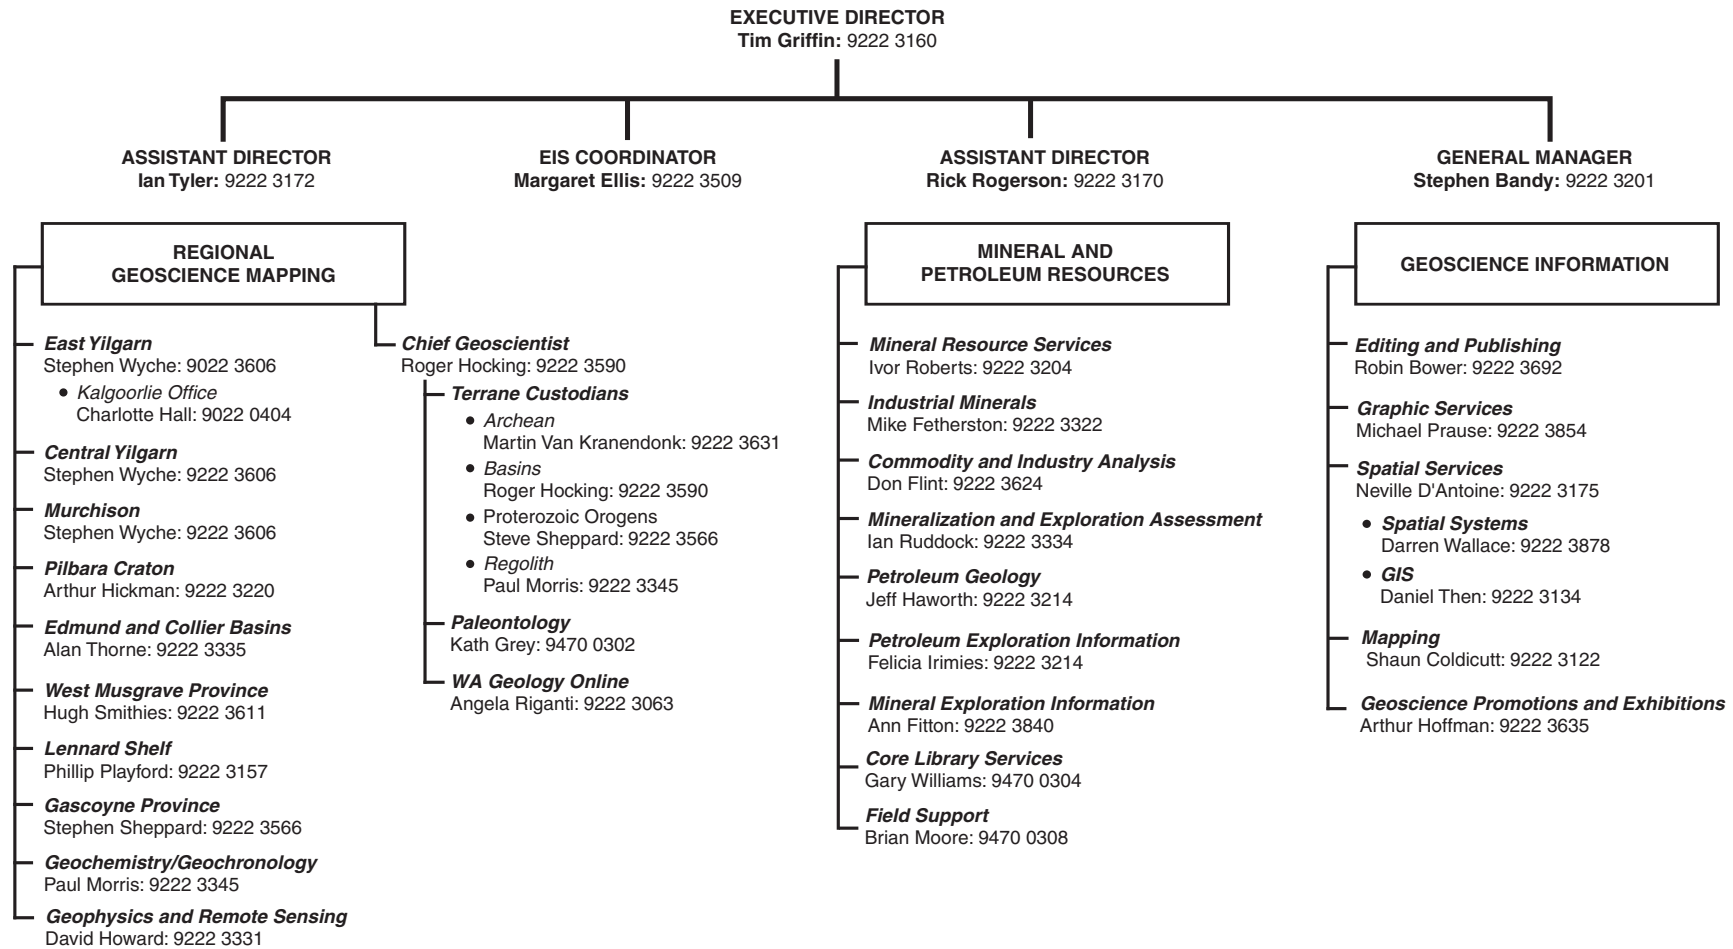 EXECUTIVE DIRECTOR
Tim Griffin: 9222 3160
ASSISTANT DIRECTOR
Ian Tyler: 9222 3172
EIS COORDINATOR
Margaret Ellis: 9222 3509
ASSISTANT DIRECTOR
Rick Rogerson: 9222 3170
GENERAL MANAGER
Stephen Bandy: 9222 3201
REGIONAL
GEOSCIENCE MAPPING
East Yilgarn
Stephen Wyche: 9022 3606
• Kalgoorlie Office
Charlotte Hall: 9022 0404
Central Yilgarn
Stephen Wyche: 9222 3606
Murchison
Stephen Wyche: 9222 3606
Pilbara Craton
Arthur Hickman: 9222 3220
Edmund and Collier Basins
Alan Thorne: 9222 3335
West Musgrave Province
Hugh Smithies: 9222 3611
Lennard Shelf
Phillip Playford: 9222 3157
Gascoyne Province
Stephen Sheppard: 9222 3566
Geochemistry/Geochronology
Paul Morris: 9222 3345
Geophysics and Remote Sensing
David Howard: 9222 3331
Chief Geoscientist
Roger Hocking: 9222 3590
Terrane Custodians
• Archean
Martin Van Kranendonk: 9222 3631
• Basins
Roger Hocking: 9222 3590
• Proterozoic Orogens
Steve Sheppard: 9222 3566
• Regolith
Paul Morris: 9222 3345
Paleontology
Kath Grey: 9470 0302
WA Geology Online
Angela Riganti: 9222 3063
MINERAL AND
PETROLEUM RESOURCES
Mineral Resource Services
Ivor Roberts: 9222 3204
Industrial Minerals
Mike Fetherston: 9222 3322
Commodity and Industry Analysis
Don Flint: 9222 3624
Mineralization and Exploration Assessment
Ian Ruddock: 9222 3334
Petroleum Geology
Jeff Haworth: 9222 3214
Petroleum Exploration Information
Felicia Irimies: 9222 3214
Mineral Exploration Information
Ann Fitton: 9222 3840
Core Library Services
Gary Williams: 9470 0304
Field Support
Brian Moore: 9470 0308
GEOSCIENCE INFORMATION
Editing and Publishing
Robin Bower: 9222 3692
Graphic Services
Michael Prause: 9222 3854
Spatial Services
Neville D'Antoine: 9222 3175
• Spatial Systems
Darren Wallace: 9222 3878
• GIS
Daniel Then: 9222 3134
Mapping
Shaun Coldicutt: 9222 3122
Geoscience Promotions and Exhibitions
Arthur Hoffman: 9222 3635